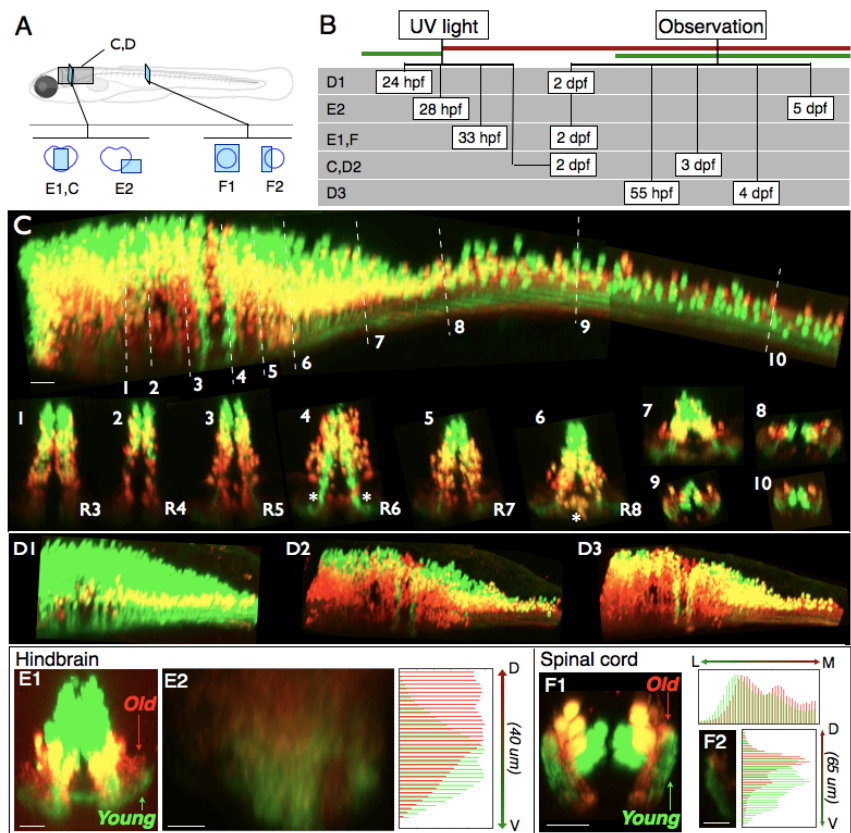 A
C,D
E1,C
E2
F1
F2
B
UV light
Observation
D1
24 hpf
2 dpf
E2
28 hpf
5 dpf
E1,F
33 hpf
2 dpf
C,D2
2 dpf
3 dpf
D3
55 hpf
4 dpf
C
1
2
3
4
5
6
7
8
9
10
1
R3
2
R4
3
R5
4
* *
R6
5
R7
6
*
R8
7
8
9
10
D1
D2
D3
Hindbrain
E1
Old
Young
E2
D
(40 um)
V
Spinal cord
F1
Old
Young
L
M
F2
D
(65 um)
V